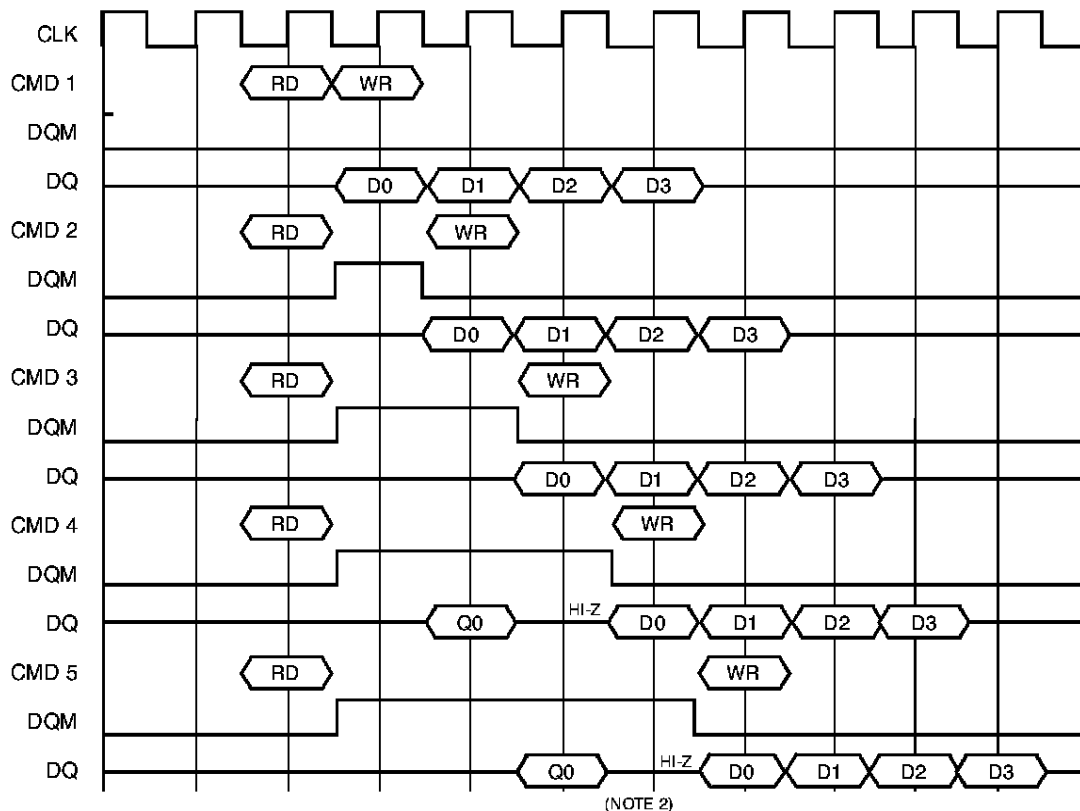 CLK
CMD 1 RD WR
DQM
DQ D0 D1 D2 D3
CMD 2 RD WR
DQM
DQ D0 D1 D2 D3
CMD 3 RD WR
DQM
DQ D0 D1 D2 D3
CMD 4 RD WR
DQM
DQ Q0 HI-Z D0 D1 D2 D3
CMD 5 RD WR
DQM
DQ Q0 HI-Z D0 D1 D2 D3
(NOTE 2)